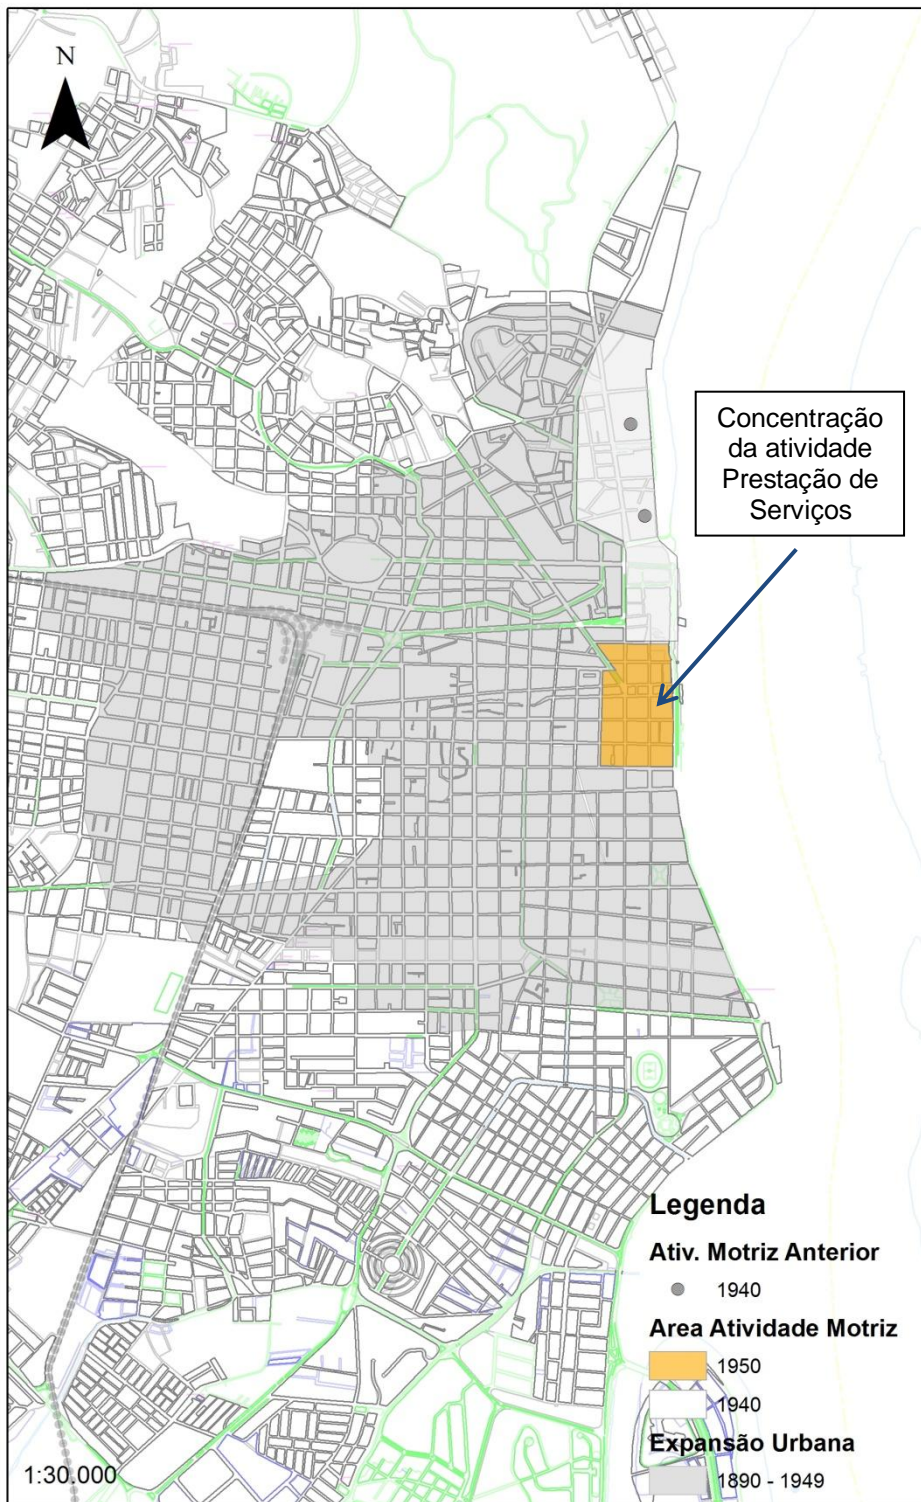 N
Concentração
da atividade
Prestação de
Serviços
Legenda
Ativ. Motriz Anterior
1940
Area Atividade Motriz
1950
1940
Expansão Urbana
1890 - 1949
1:30.000